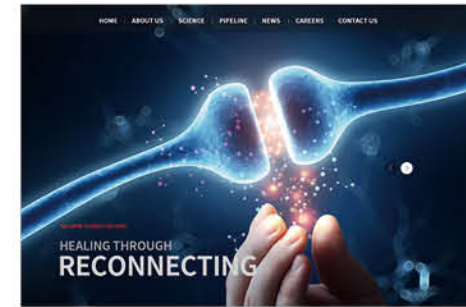 HOME ABOUT US SCIENCE PIPELINE NEWS CAREERS CONTACT US
HEALING THROUGH
RECONNECTING